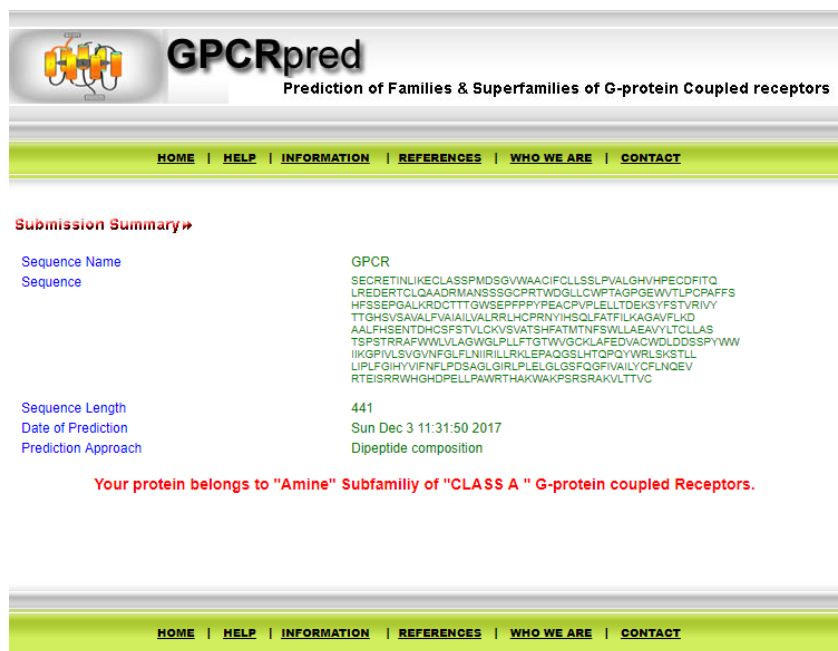 GPCRpred
Prediction of Families & Superfamilies of G-protein Coupled receptors
HOME | HELP | INFORMATION | REFERENCES | WHO WE ARE | CONTACT
Submission Summary
Sequence Name GPCR
Sequence SECRETINLIKECLASSPMDSGVWAACIFCLLSSLPVALGHVHPECDFITQ
LREDERTCLQAADRMANSSSGCPRTWDGLLCWPTAGPGEWVTLPCPAFFS
HFSSEPGALKRDCTTTGWSEPFPPYPEACPVPLELLTDEKSYFSTVRIVY
TTGHSVSAVALFVAIAILVALRRLHCPRNYIHSQLFATFILKAGAVFLKD
AALFHSENTDHCSFSTVLCKVSVATSHFATMTNFSWLLAEAVYLTCLLAS
TSPSTRRAFWWLVLAGWGLPLLFTGTWVGCKLAFEDVACWDLDDSSPYWW
IIKGPIVLSVGVNFGLFLNIIRILLRKLEPAQGSLHTQPQYWRLSKSTLL
LIPLFGIHYVIFNFLPDSAGLGIRLPLELGLGSFQGFIVAILYCFLNQEV
RTEISRRWHGHDPELLPAWRTHAKWAKPSRSRAKVLTTVC
Sequence Length 441
Date of Prediction Sun Dec 3 11:31:50 2017
Prediction Approach Dipeptide composition
Your protein belongs to "Amine" Subfamiliy of "CLASS A " G-protein coupled Receptors.
HOME | HELP | INFORMATION | REFERENCES | WHO WE ARE | CONTACT